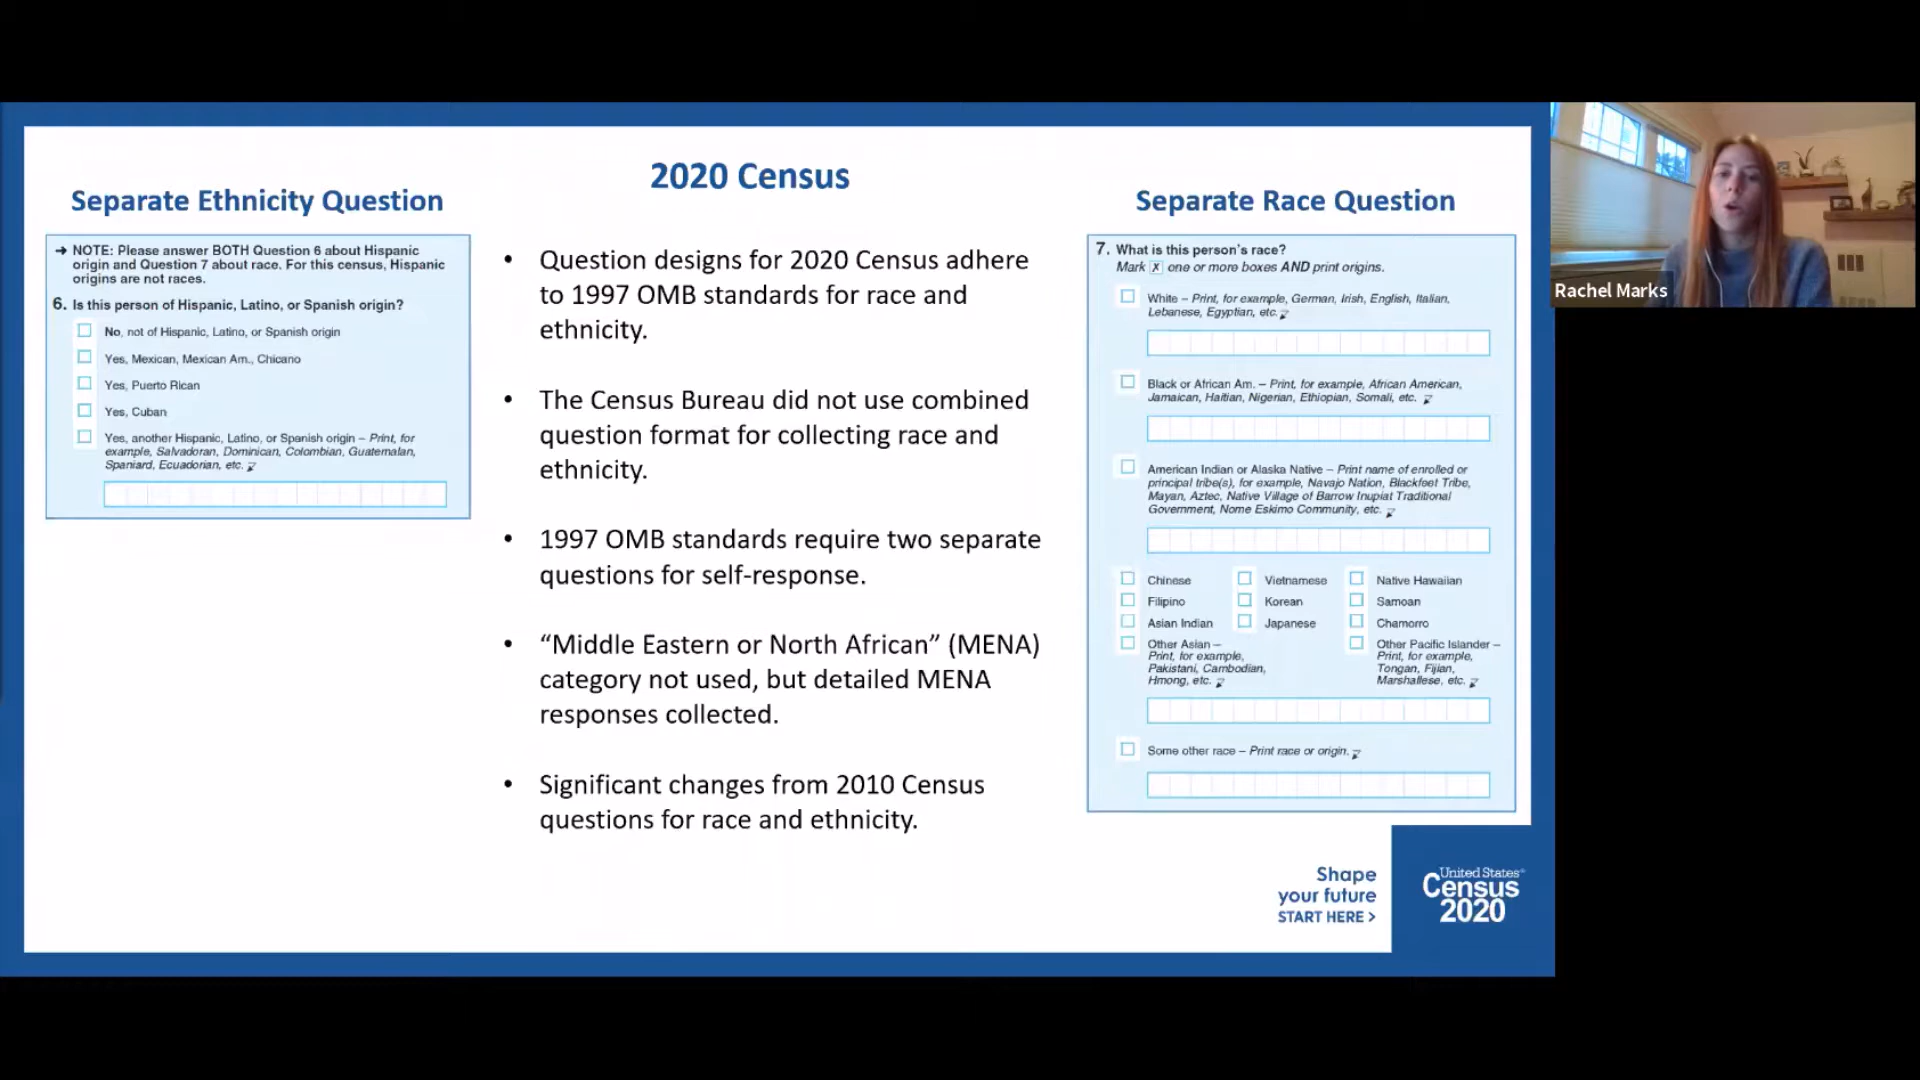 2020 Census
Separate Ethnicity Question
→ NOTE: Please answer BOTH Question 6 about Hispanic
origin and Question 7 about race. For this census, Hispanic
origins are not races.
6. Is this person of Hispanic, Latino, or Spanish origin?
No, not of Hispanic, Latino, or Spanish origin
Yes, Mexican, Mexican Am., Chicano
Yes, Puerto Rican
Yes, Cuban
Yes, another Hispanic, Latino, or Spanish origin – Print, for
example, Salvadoran, Dominican, Colombian, Guatemalan,
Spaniard, Ecuadorian, etc.
• Question designs for 2020 Census adhere
to 1997 OMB standards for race and
ethnicity.
• The Census Bureau did not use combined
question format for collecting race and
ethnicity.
• 1997 OMB standards require two separate
questions for self-response.
• “Middle Eastern or North African” (MENA)
category not used, but detailed MENA
responses collected.
• Significant changes from 2010 Census
questions for race and ethnicity.
Separate Race Question
7. What is this person's race?
Mark X one or more boxes AND print origins.
White – Print, for example, German, Irish, English, Italian,
Lebanese, Egyptian, etc.
Black or African Am. – Print, for example, African American,
Jamaican, Haitian, Nigerian, Ethiopian, Somali, etc.
American Indian or Alaska Native – Print name of enrolled or
principal tribe(s), for example, Navajo Nation, Blackfeet Tribe,
Mayan, Aztec, Native Village of Barrow Inupiat Traditional
Government, Nome Eskimo Community, etc.
Chinese
Vietnamese
Native Hawaiian
Filipino
Korean
Samoan
Asian Indian
Japanese
Chamorro
Other Asian –
Print, for example,
Pakistani, Cambodian,
Hmong, etc.
Other Pacific Islander –
Print, for example,
Tongan, Fijian,
Marshallese, etc.
Some other race – Print race or origin.
Shape
your future
START HERE >
United States®
Census
2020
Rachel Marks